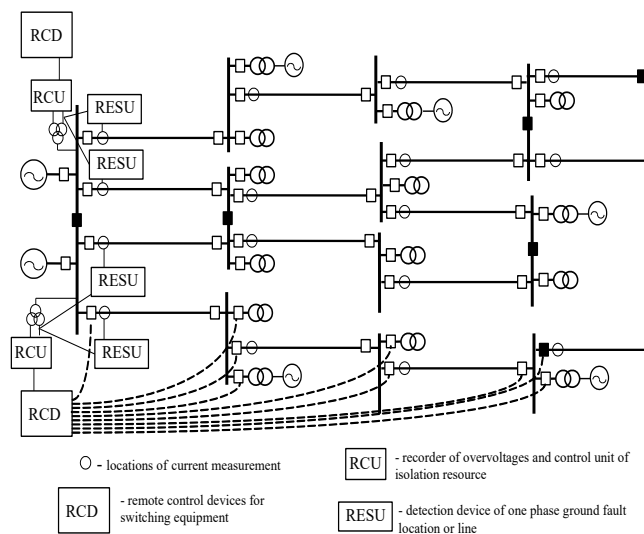 RCD
RCU
RESU
RESU
RESU
RCU
RESU
RCD
- locations of current measurement
RCU
- recorder of overvoltages and control unit of
isolation resource
RCD
- remote control devices for
switching equipment
RESU
- detection device of one phase ground fault
location or line